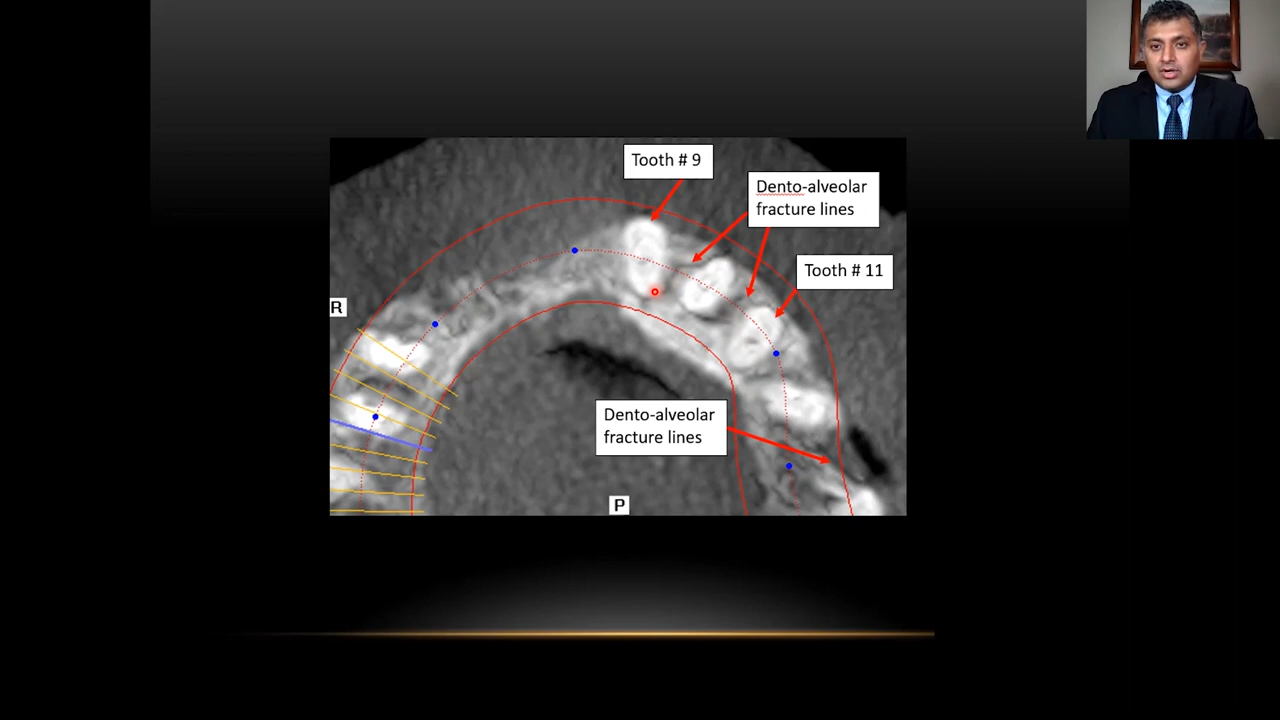 Tooth # 9
Dento-alveolar
fracture lines
Tooth # 11
R
Dento-alveolar
fracture lines
P